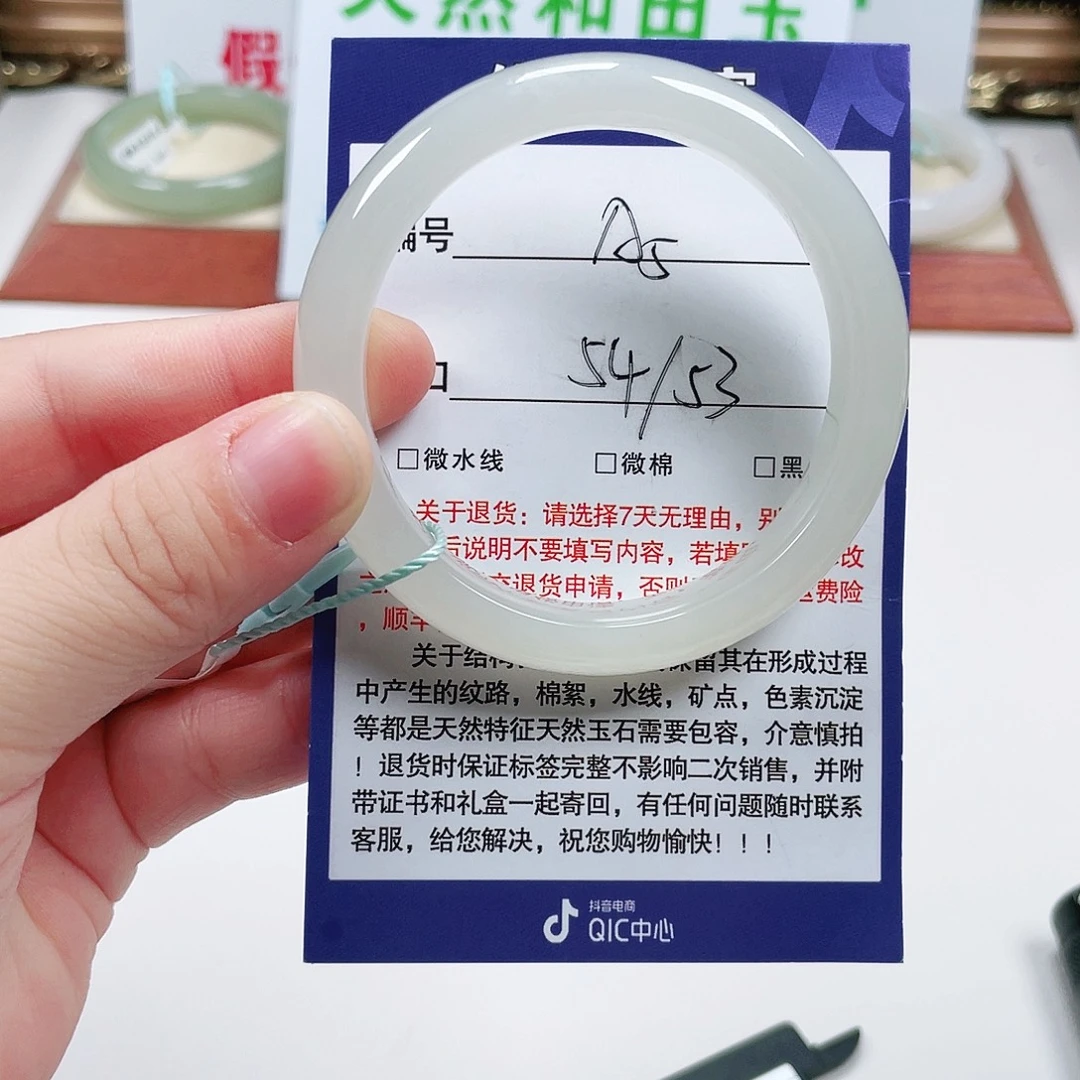 天然和田玉
假
编号 A5
口 54/53
□微水线 □微棉 □黑
关于退货：请选择7天无理由，别
后说明不要填写内容，若填 改
交退货申请，否则 运费险
，顺丰
关于结构 保留其在形成过程
中产生的纹路，棉絮，水线，矿点，色素沉淀
等都是天然特征天然玉石需要包容，介意慎拍
！退货时保证标签完整不影响二次销售，并附
带证书和礼盒一起寄回，有任何问题随时联系
客服，给您解决，祝您购物愉快！！！
抖音电商
QIC中心